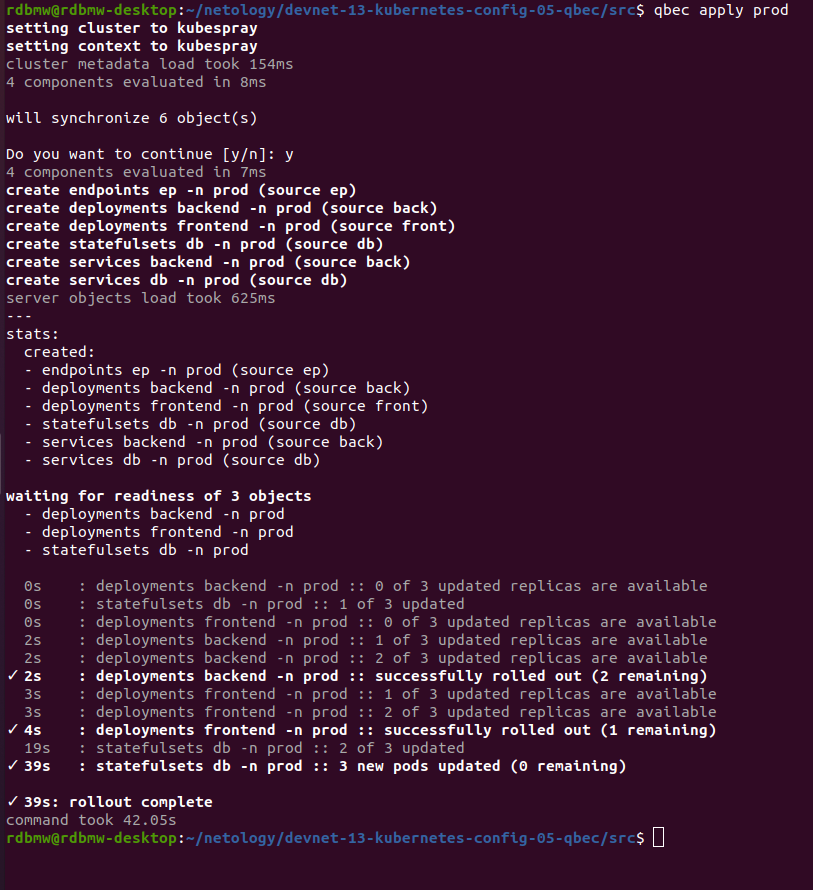 rdbmw@rdbmw-desktop:~/netology/devnet-13-kubernetes-config-05-qbec/src$ qbec apply prod
setting cluster to kubespray
setting context to kubespray
cluster metadata load took 154ms
4 components evaluated in 8ms

will synchronize 6 object(s)

Do you want to continue [y/n]: y
4 components evaluated in 7ms
create endpoints ep -n prod (source ep)
create deployments backend -n prod (source back)
create deployments frontend -n prod (source front)
create statefulsets db -n prod (source db)
create services backend -n prod (source back)
create services db -n prod (source db)
server objects load took 625ms
---
stats:
  created:
  - endpoints ep -n prod (source ep)
  - deployments backend -n prod (source back)
  - deployments frontend -n prod (source front)
  - statefulsets db -n prod (source db)
  - services backend -n prod (source back)
  - services db -n prod (source db)

waiting for readiness of 3 objects
  - deployments backend -n prod
  - deployments frontend -n prod
  - statefulsets db -n prod

  0s    : deployments backend -n prod :: 0 of 3 updated replicas are available
  0s    : statefulsets db -n prod :: 1 of 3 updated
  0s    : deployments frontend -n prod :: 0 of 3 updated replicas are available
  2s    : deployments backend -n prod :: 1 of 3 updated replicas are available
  2s    : deployments backend -n prod :: 2 of 3 updated replicas are available
✓ 2s    : deployments backend -n prod :: successfully rolled out (2 remaining)
  3s    : deployments frontend -n prod :: 1 of 3 updated replicas are available
  3s    : deployments frontend -n prod :: 2 of 3 updated replicas are available
✓ 4s    : deployments frontend -n prod :: successfully rolled out (1 remaining)
  19s   : statefulsets db -n prod :: 2 of 3 updated
✓ 39s   : statefulsets db -n prod :: 3 new pods updated (0 remaining)

✓ 39s: rollout complete
command took 42.05s
rdbmw@rdbmw-desktop:~/netology/devnet-13-kubernetes-config-05-qbec/src$